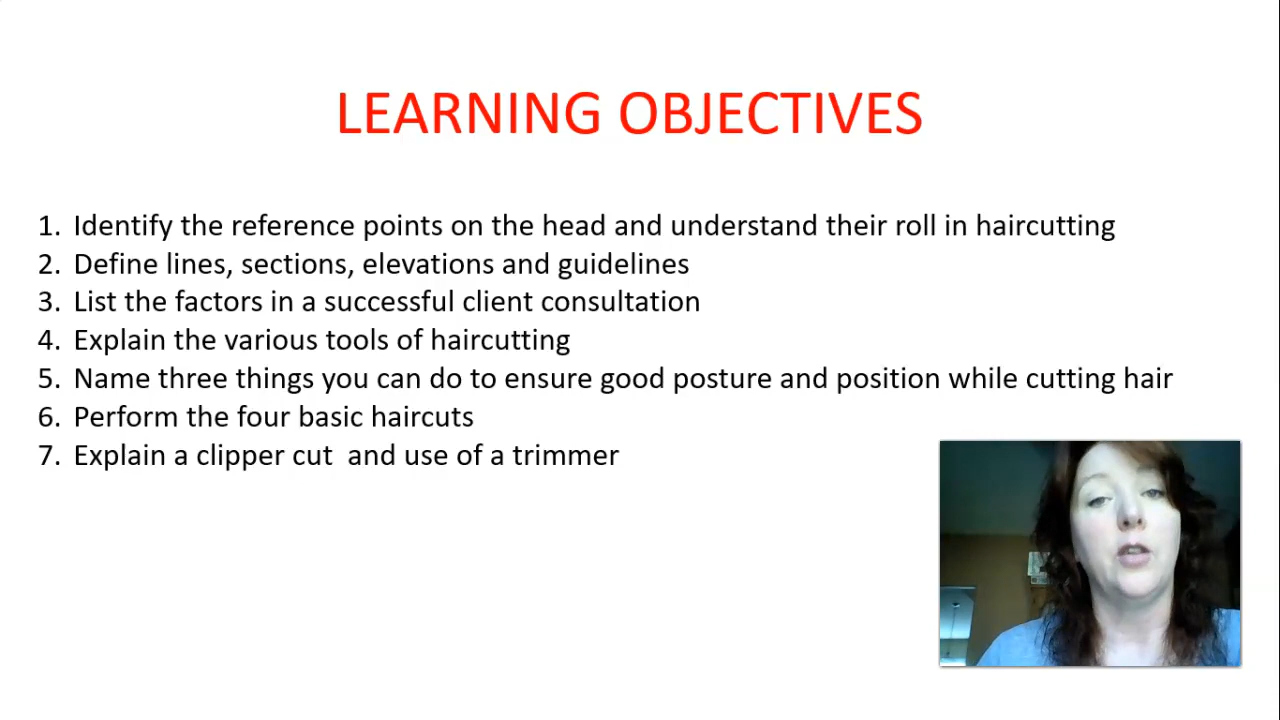 LEARNING OBJECTIVES
1. Identify the reference points on the head and understand their roll in haircutting
2. Define lines, sections, elevations and guidelines
3. List the factors in a successful client consultation
4. Explain the various tools of haircutting
5. Name three things you can do to ensure good posture and position while cutting hair
6. Perform the four basic haircuts
7. Explain a clipper cut  and use of a trimmer